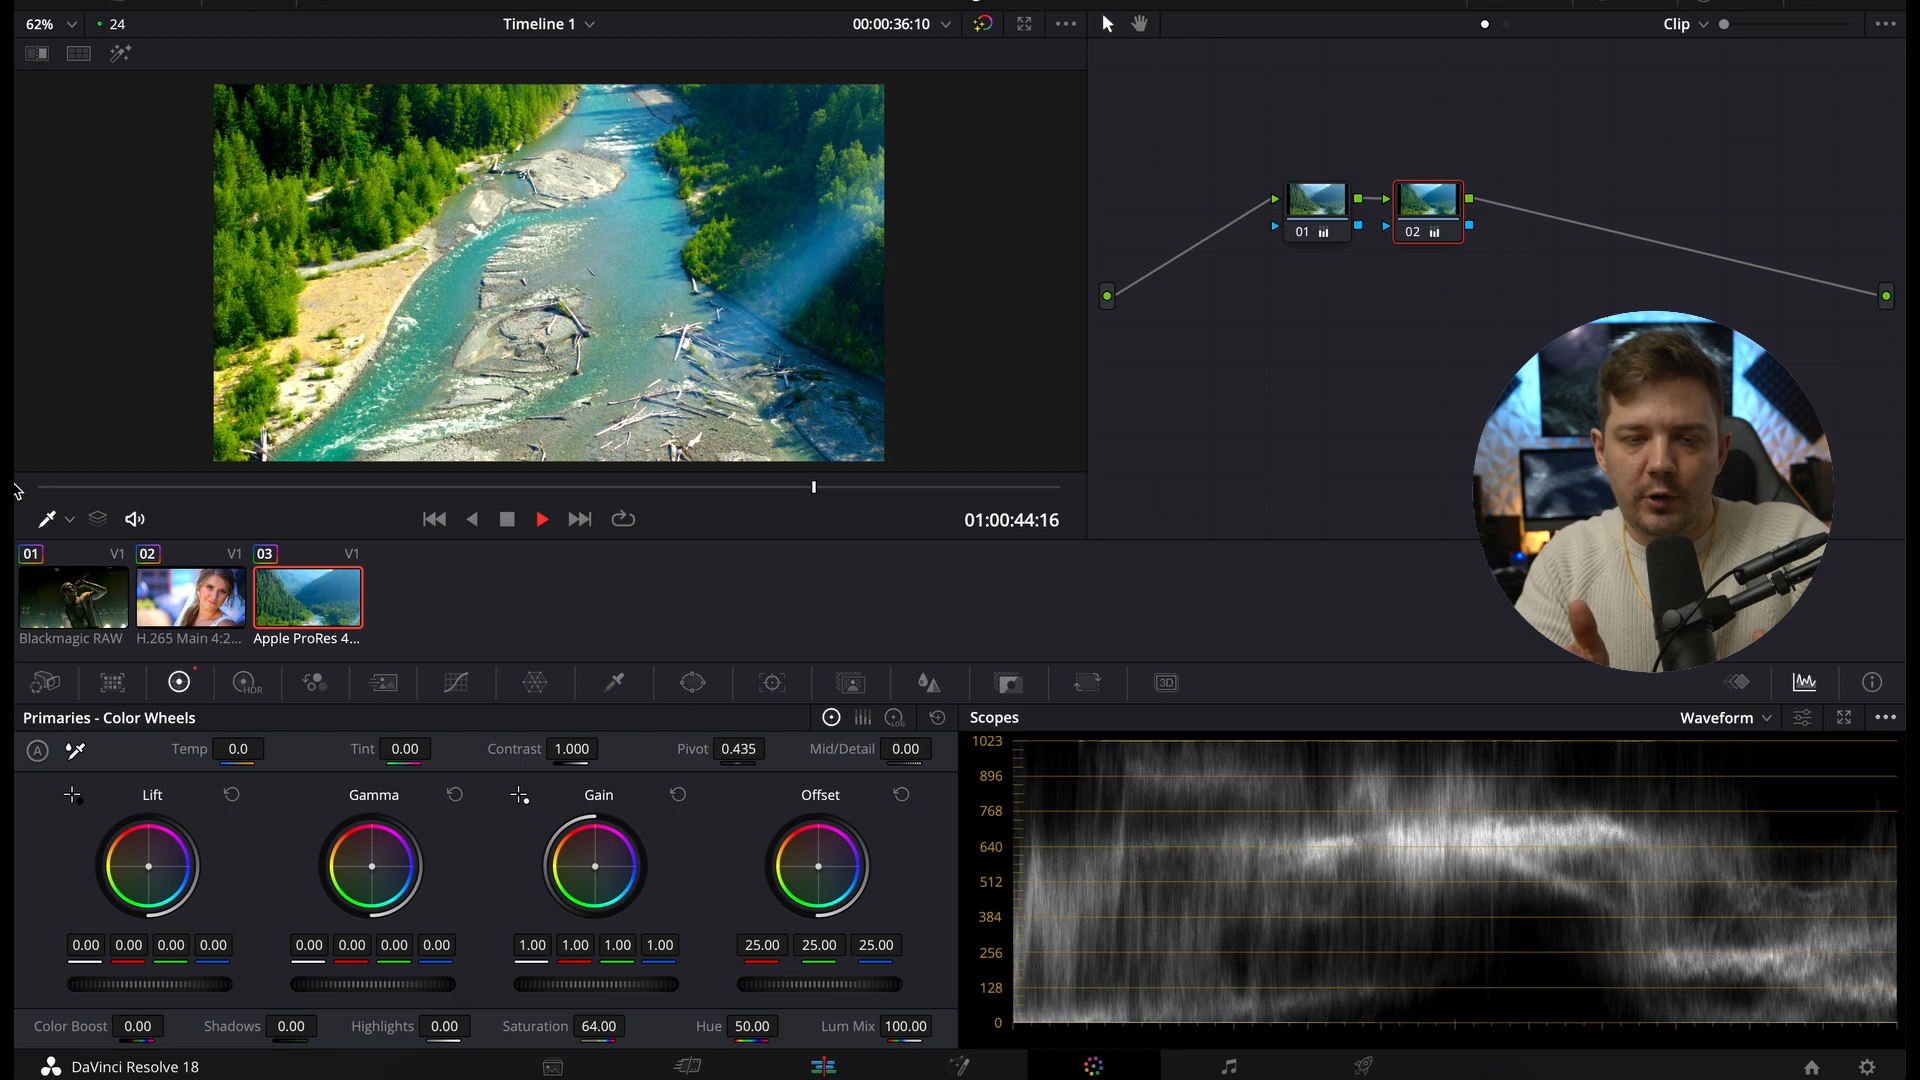 62% 24 Timeline 1 00:00:36:10 Clip
01 02
01:00:44:16
01 V1 02 V1 03 V1
Blackmagic RAW H.265 Main 4:2... Apple ProRes 4...
HDR 3D
Primaries - Color Wheels LOG Scopes Waveform
A Temp 0.0 Tint 0.00 Contrast 1.000 Pivot 0.435 Mid/Detail 0.00
Lift Gamma Gain Offset
0.00 0.00 0.00 0.00 0.00 0.00 0.00 0.00 1.00 1.00 1.00 1.00 25.00 25.00 25.00
Color Boost 0.00 Shadows 0.00 Highlights 0.00 Saturation 64.00 Hue 50.00 Lum Mix 100.00
1023
896
768
640
512
384
256
128
0
DaVinci Resolve 18